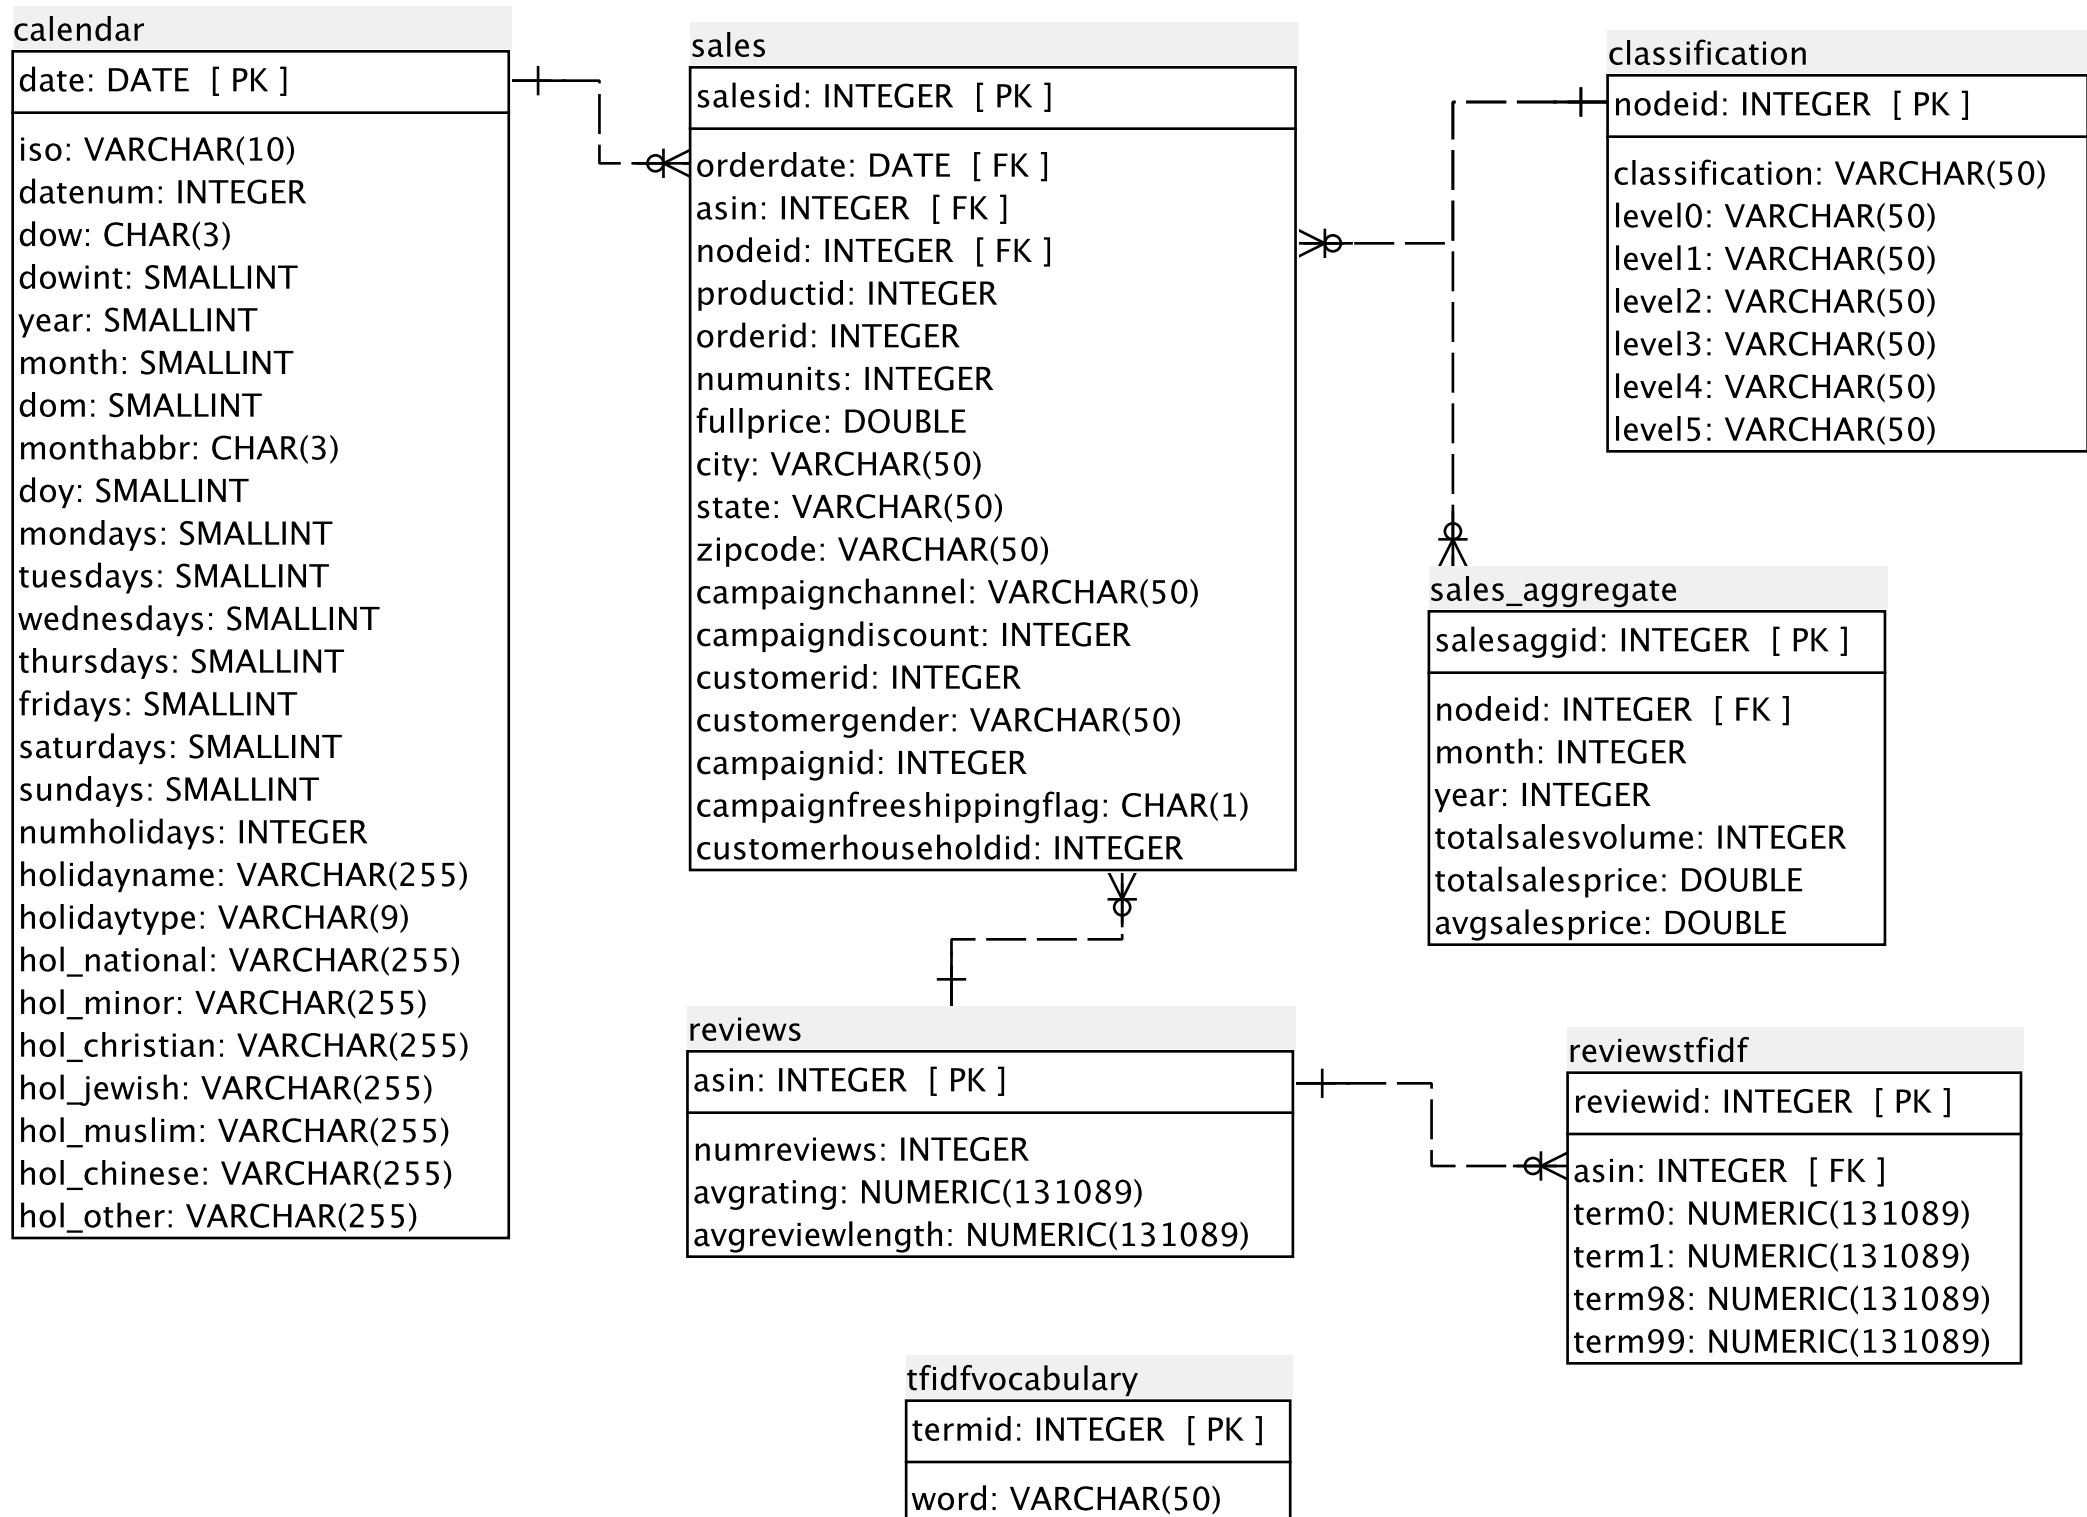 calendar
date: DATE [ PK ]
iso: VARCHAR(10)
datenum: INTEGER
dow: CHAR(3)
dowint: SMALLINT
year: SMALLINT
month: SMALLINT
dom: SMALLINT
monthabbr: CHAR(3)
doy: SMALLINT
mondays: SMALLINT
tuesdays: SMALLINT
wednesdays: SMALLINT
thursdays: SMALLINT
fridays: SMALLINT
saturdays: SMALLINT
sundays: SMALLINT
numholidays: INTEGER
holidayname: VARCHAR(255)
holidaytype: VARCHAR(9)
hol_national: VARCHAR(255)
hol_minor: VARCHAR(255)
hol_christian: VARCHAR(255)
hol_jewish: VARCHAR(255)
hol_muslim: VARCHAR(255)
hol_chinese: VARCHAR(255)
hol_other: VARCHAR(255)
sales
salesid: INTEGER [ PK ]
orderdate: DATE [ FK ]
asin: INTEGER [ FK ]
nodeid: INTEGER [ FK ]
productid: INTEGER
orderid: INTEGER
numunits: INTEGER
fullprice: DOUBLE
city: VARCHAR(50)
state: VARCHAR(50)
zipcode: VARCHAR(50)
campaignchannel: VARCHAR(50)
campaigndiscount: INTEGER
customerid: INTEGER
customergender: VARCHAR(50)
campaignid: INTEGER
campaignfreeshippingflag: CHAR(1)
customerhouseholdid: INTEGER
classification
nodeid: INTEGER [ PK ]
classification: VARCHAR(50)
level0: VARCHAR(50)
level1: VARCHAR(50)
level2: VARCHAR(50)
level3: VARCHAR(50)
level4: VARCHAR(50)
level5: VARCHAR(50)
sales_aggregate
salesaggid: INTEGER [ PK ]
nodeid: INTEGER [ FK ]
month: INTEGER
year: INTEGER
totalsalesvolume: INTEGER
totalsalesprice: DOUBLE
avgsalesprice: DOUBLE
reviews
asin: INTEGER [ PK ]
numreviews: INTEGER
avgrating: NUMERIC(131089)
avgreviewlength: NUMERIC(131089)
reviewstfidf
reviewid: INTEGER [ PK ]
asin: INTEGER [ FK ]
term0: NUMERIC(131089)
term1: NUMERIC(131089)
term98: NUMERIC(131089)
term99: NUMERIC(131089)
tfidfvocabulary
termid: INTEGER [ PK ]
word: VARCHAR(50)